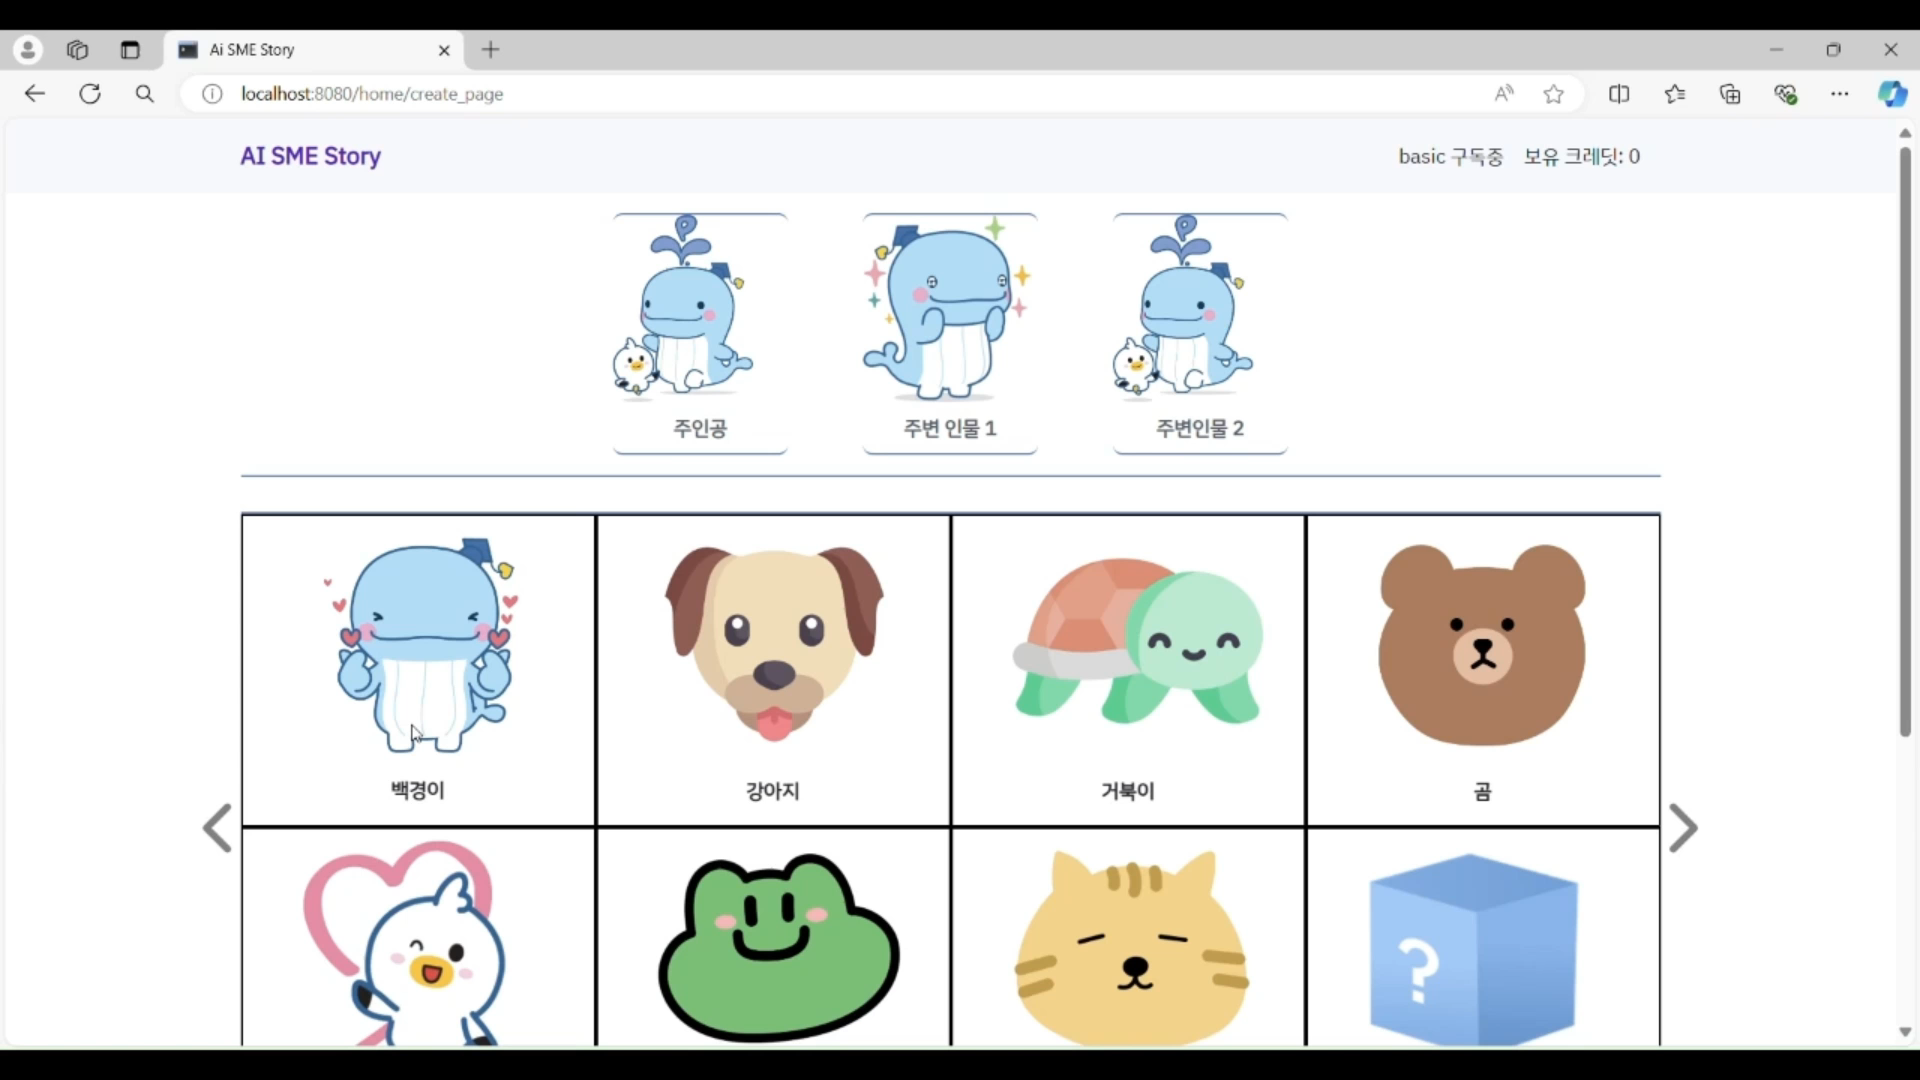 Ai SME Story
localhost:8080/home/create_page
AI SME Story
basic 구독중 보유 크레딧: 0
주인공
주변 인물 1
주변인물 2
백경이
강아지
거북이
곰
?